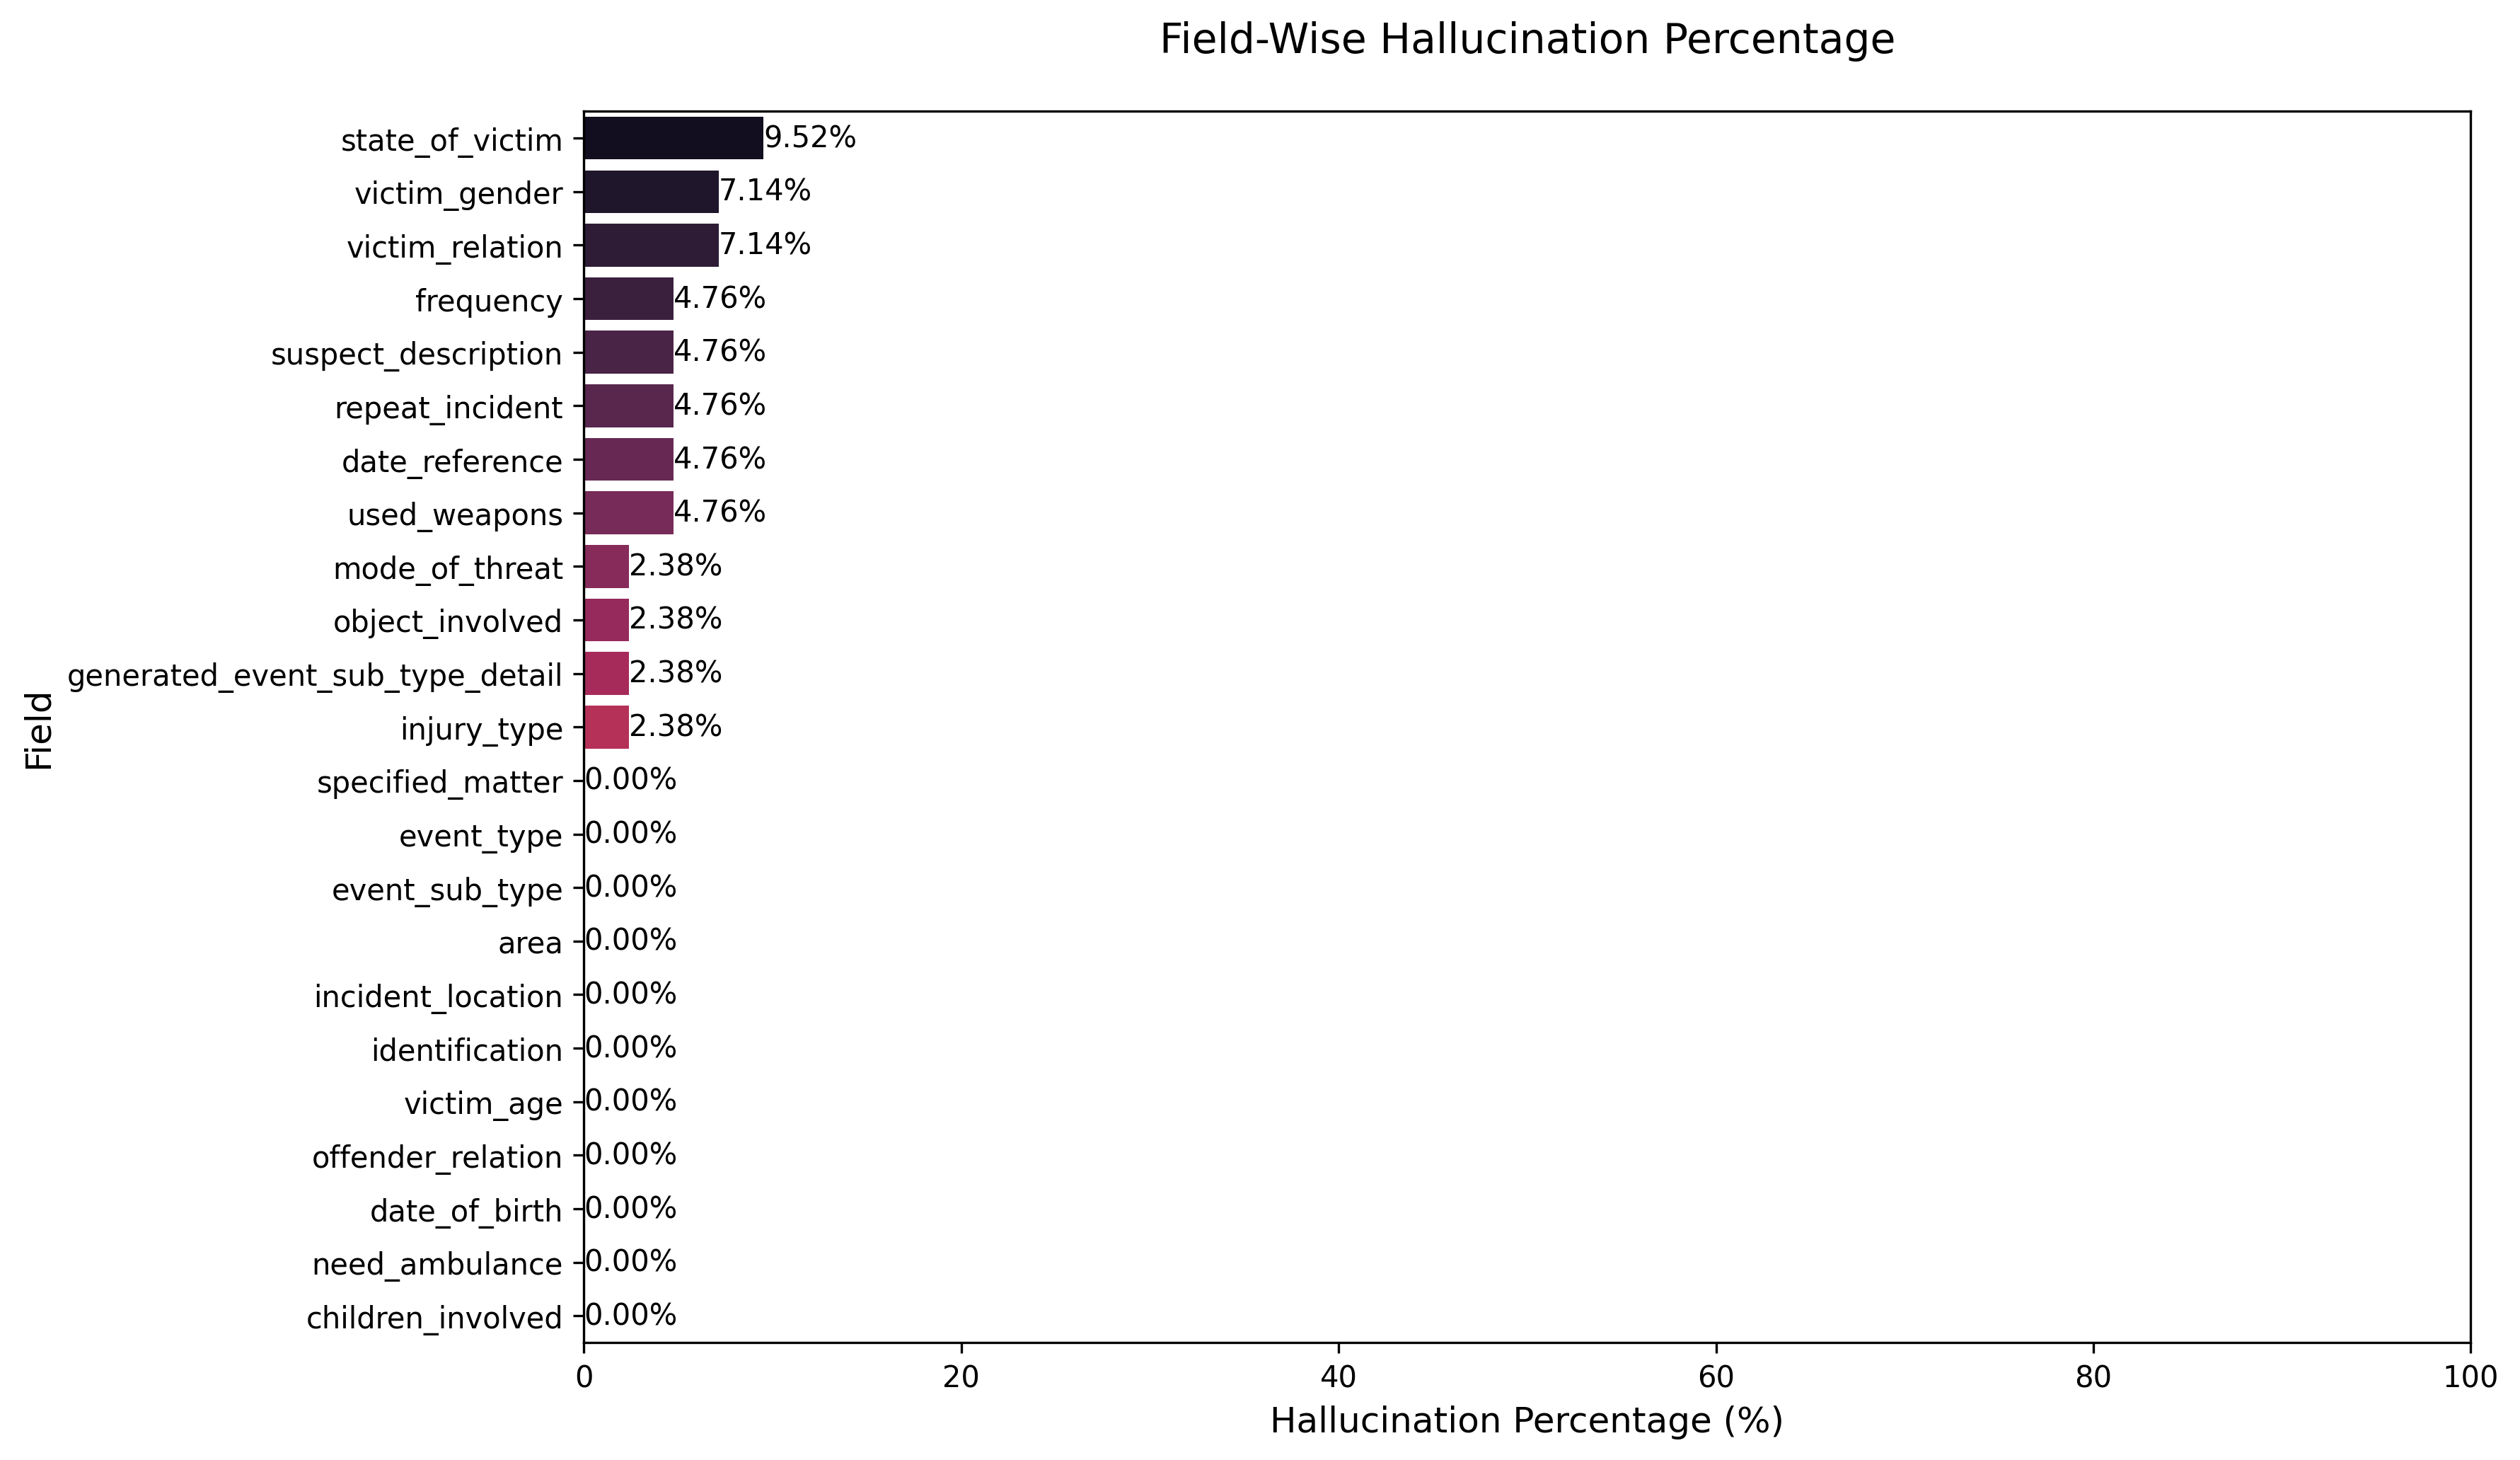 Field-Wise Hallucination Percentage
state_of_victim 9.52%
victim_gender 7.14%
victim_relation 7.14%
frequency 4.76%
suspect_description 4.76%
repeat_incident 4.76%
date_reference 4.76%
used_weapons 4.76%
mode_of_threat 2.38%
object_involved 2.38%
generated_event_sub_type_detail 2.38%
injury_type 2.38%
specified_matter 0.00%
event_type 0.00%
event_sub_type 0.00%
area 0.00%
incident_location 0.00%
identification 0.00%
victim_age 0.00%
offender_relation 0.00%
date_of_birth 0.00%
need_ambulance 0.00%
children_involved 0.00%
Field
0 20 40 60 80 100
Hallucination Percentage (%)